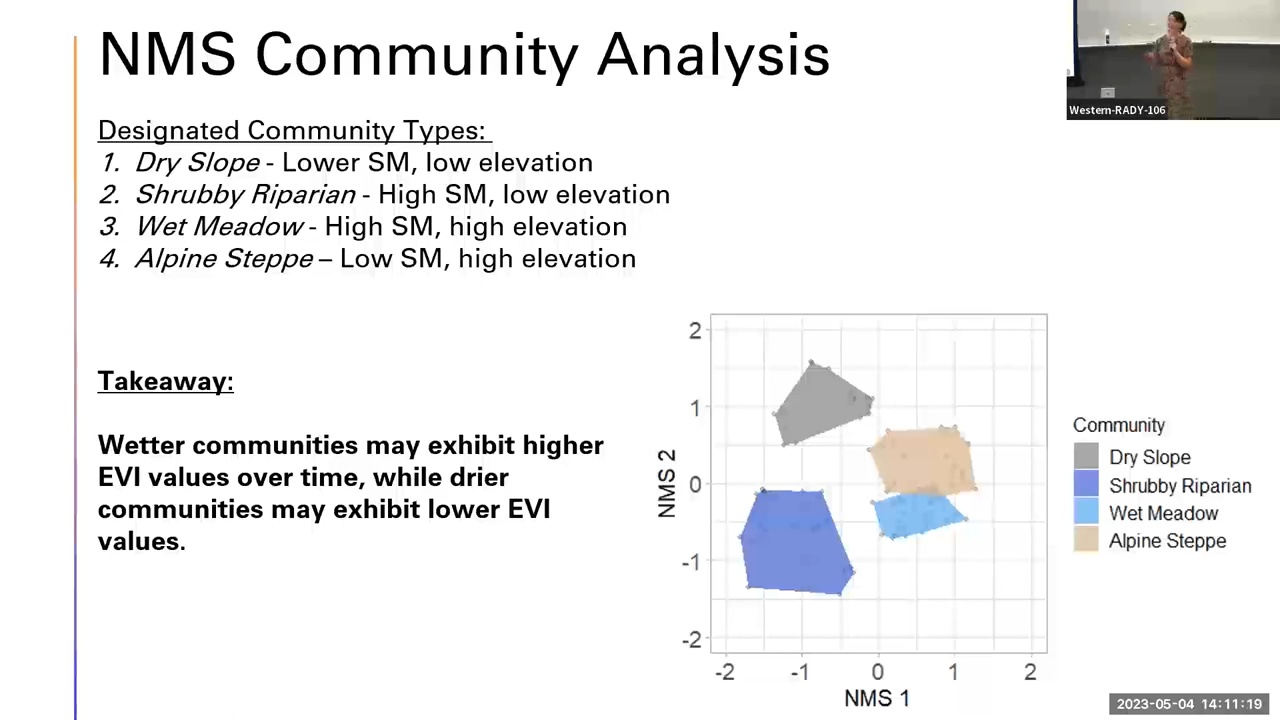 NMS Community Analysis
Western-RADY-106
Designated Community Types:
1. Dry Slope - Lower SM, low elevation
2. Shrubby Riparian - High SM, low elevation
3. Wet Meadow - High SM, high elevation
4. Alpine Steppe – Low SM, high elevation
Takeaway:
Wetter communities may exhibit higher
EVI values over time, while drier
communities may exhibit lower EVI
values.
2
1
0
-1
-2
NMS 2
-2 -1 0 1 2
NMS 1
Community
Dry Slope
Shrubby Riparian
Wet Meadow
Alpine Steppe
2023-05-04 14:11:19